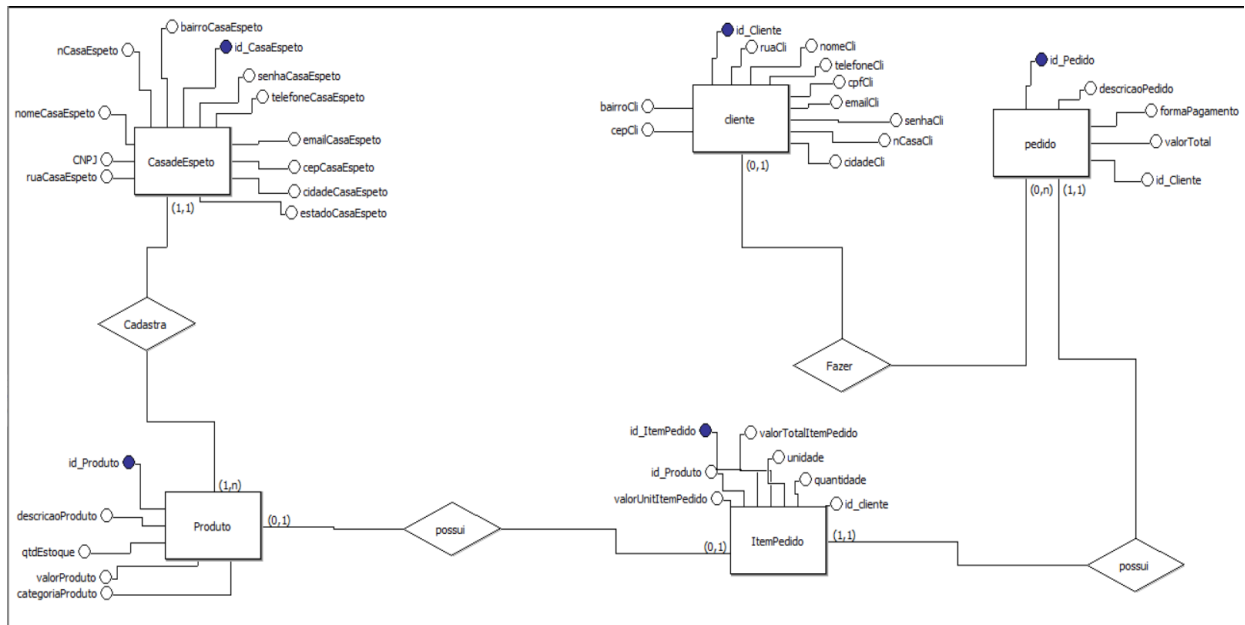 bairroCasaEspeto
nCasaEspeto
id_CasaEspeto
senhaCasaEspeto
telefoneCasaEspeto
nomeCasaEspeto
emailCasaEspeto
CasadeEspeto
CNPJ
cepCasaEspeto
ruaCasaEspeto
cidadeCasaEspeto
estadoCasaEspeto
(1,1)
Cadastra
id_Cliente
ruaCli
nomeCli
telefoneCli
cpfCli
bairroCli
emailCli
cliente
senhaCli
cepCli
nCasaCli
cidadeCli
(0,1)
id_Pedido
descricaoPedido
formaPagamento
pedido
valorTotal
id_Cliente
(0,n)
(1,1)
Fazer
id_Produto
(1,n)
descricaoProduto
Produto
(0,1)
qtdEstoque
valorProduto
categoriaProduto
possui
id_ItemPedido
valorTotalItemPedido
unidade
id_Produto
quantidade
valorUnitItemPedido
id_cliente
ItemPedido
(0,1)
(1,1)
possui